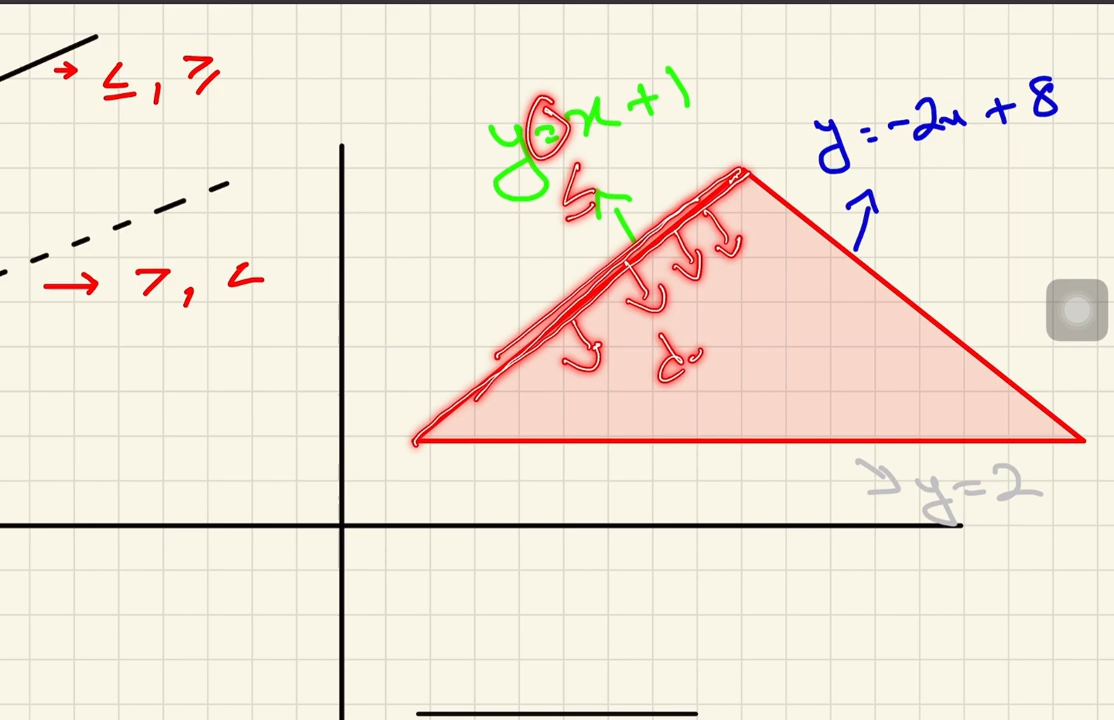 → ≤, ≥
→ >, <
y = x + 1
≤
y = -2x + 8
y = 2